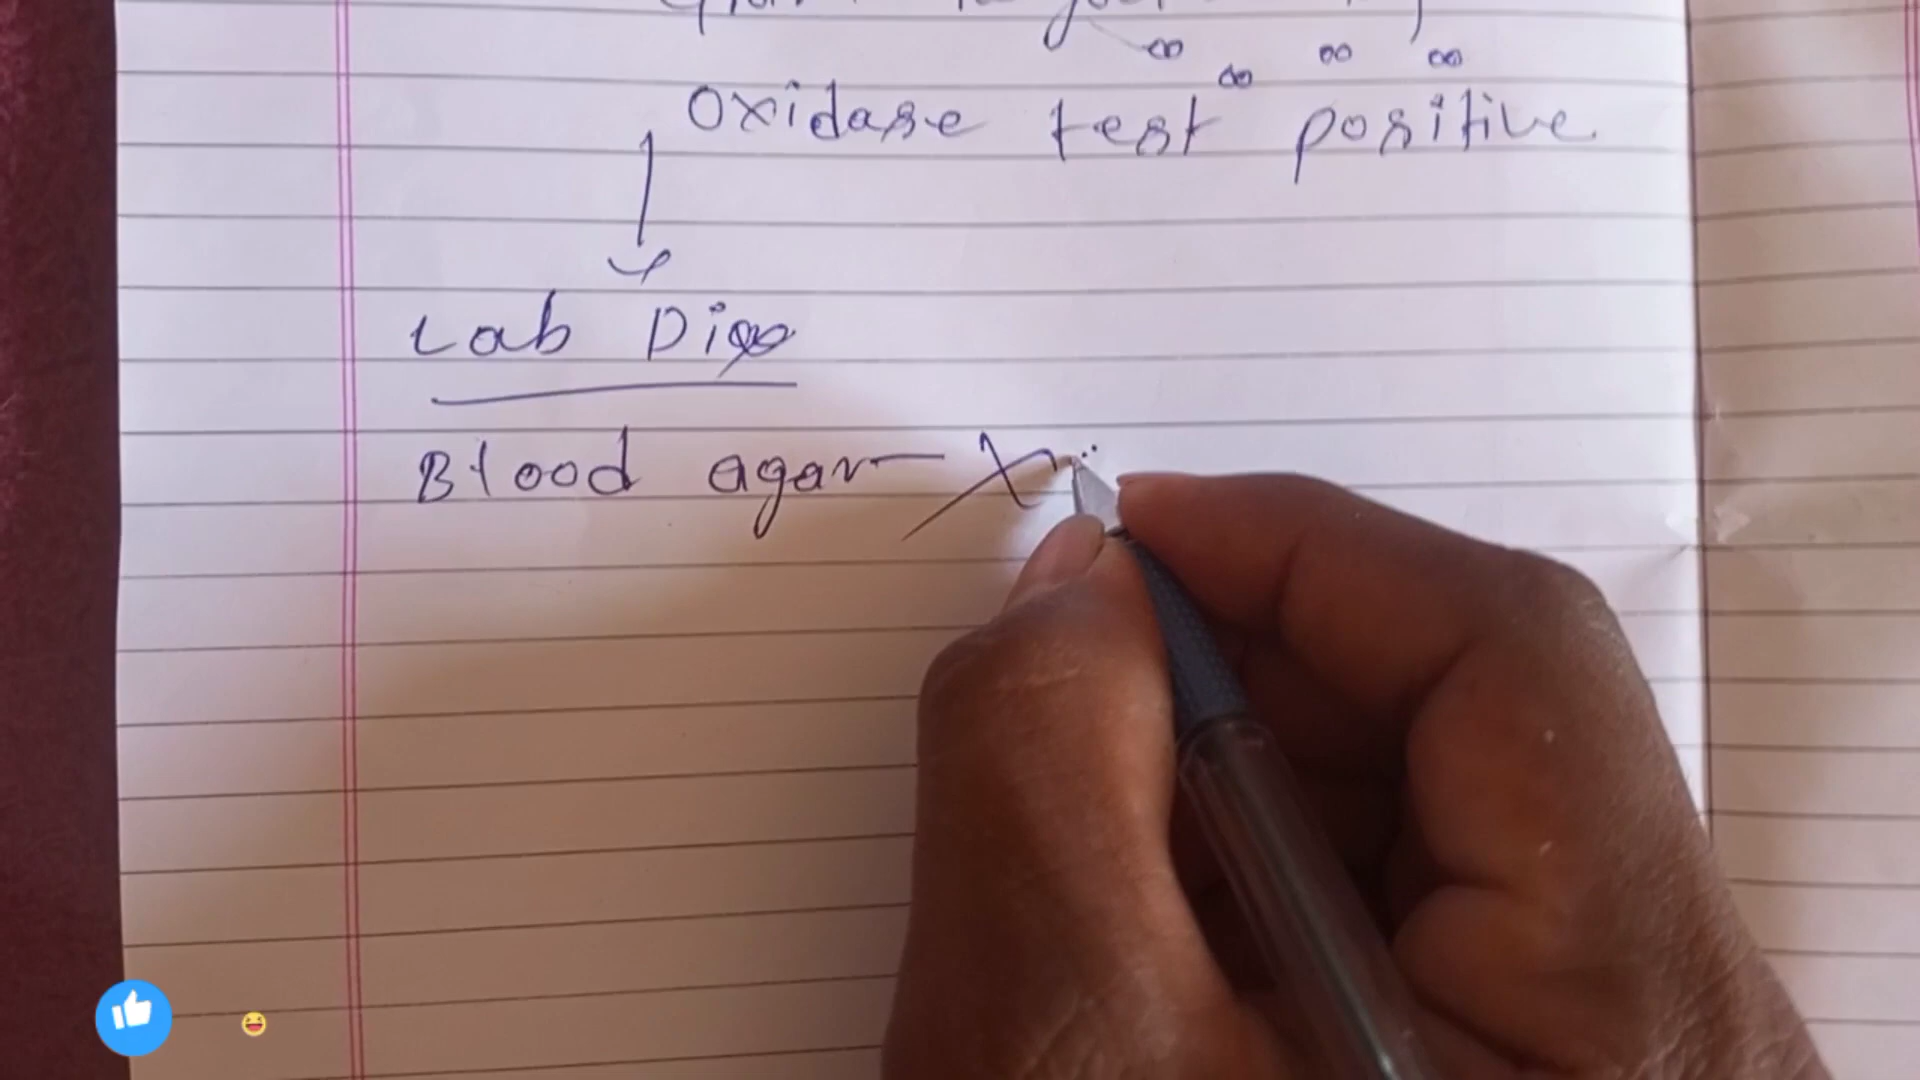 Oxidase test positive
Lab Diag
Blood agar